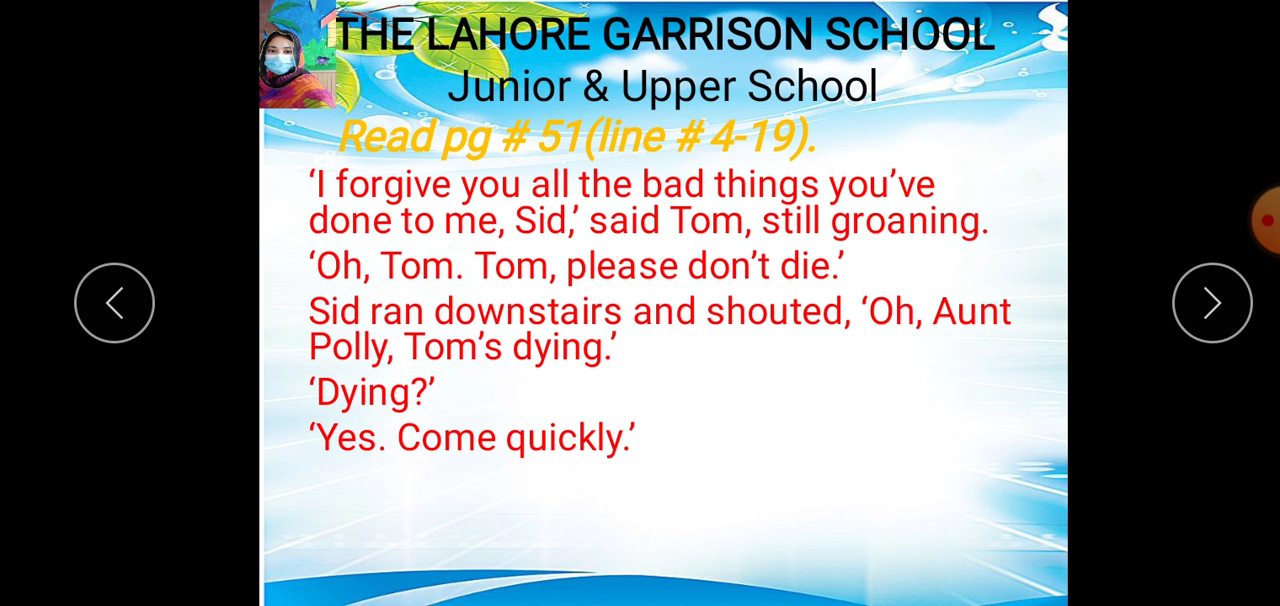 THE LAHORE GARRISON SCHOOL
Junior & Upper School
Read pg # 51(line # 4-19).
‘I forgive you all the bad things you’ve
done to me, Sid,’ said Tom, still groaning.
‘Oh, Tom. Tom, please don’t die.’
Sid ran downstairs and shouted, ‘Oh, Aunt
Polly, Tom’s dying.’
‘Dying?’
‘Yes. Come quickly.’